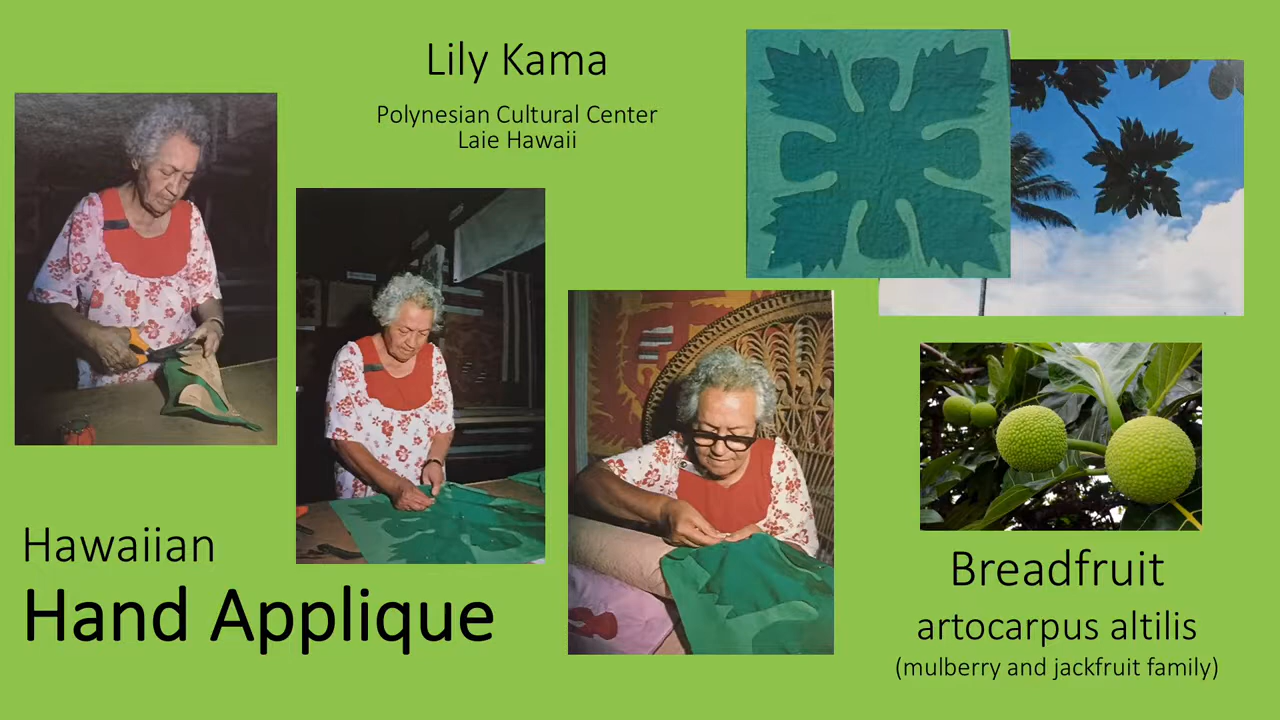 Lily Kama
Polynesian Cultural Center
Laie Hawaii
Hawaiian
Hand Applique
Breadfruit
artocarpus altilis
(mulberry and jackfruit family)